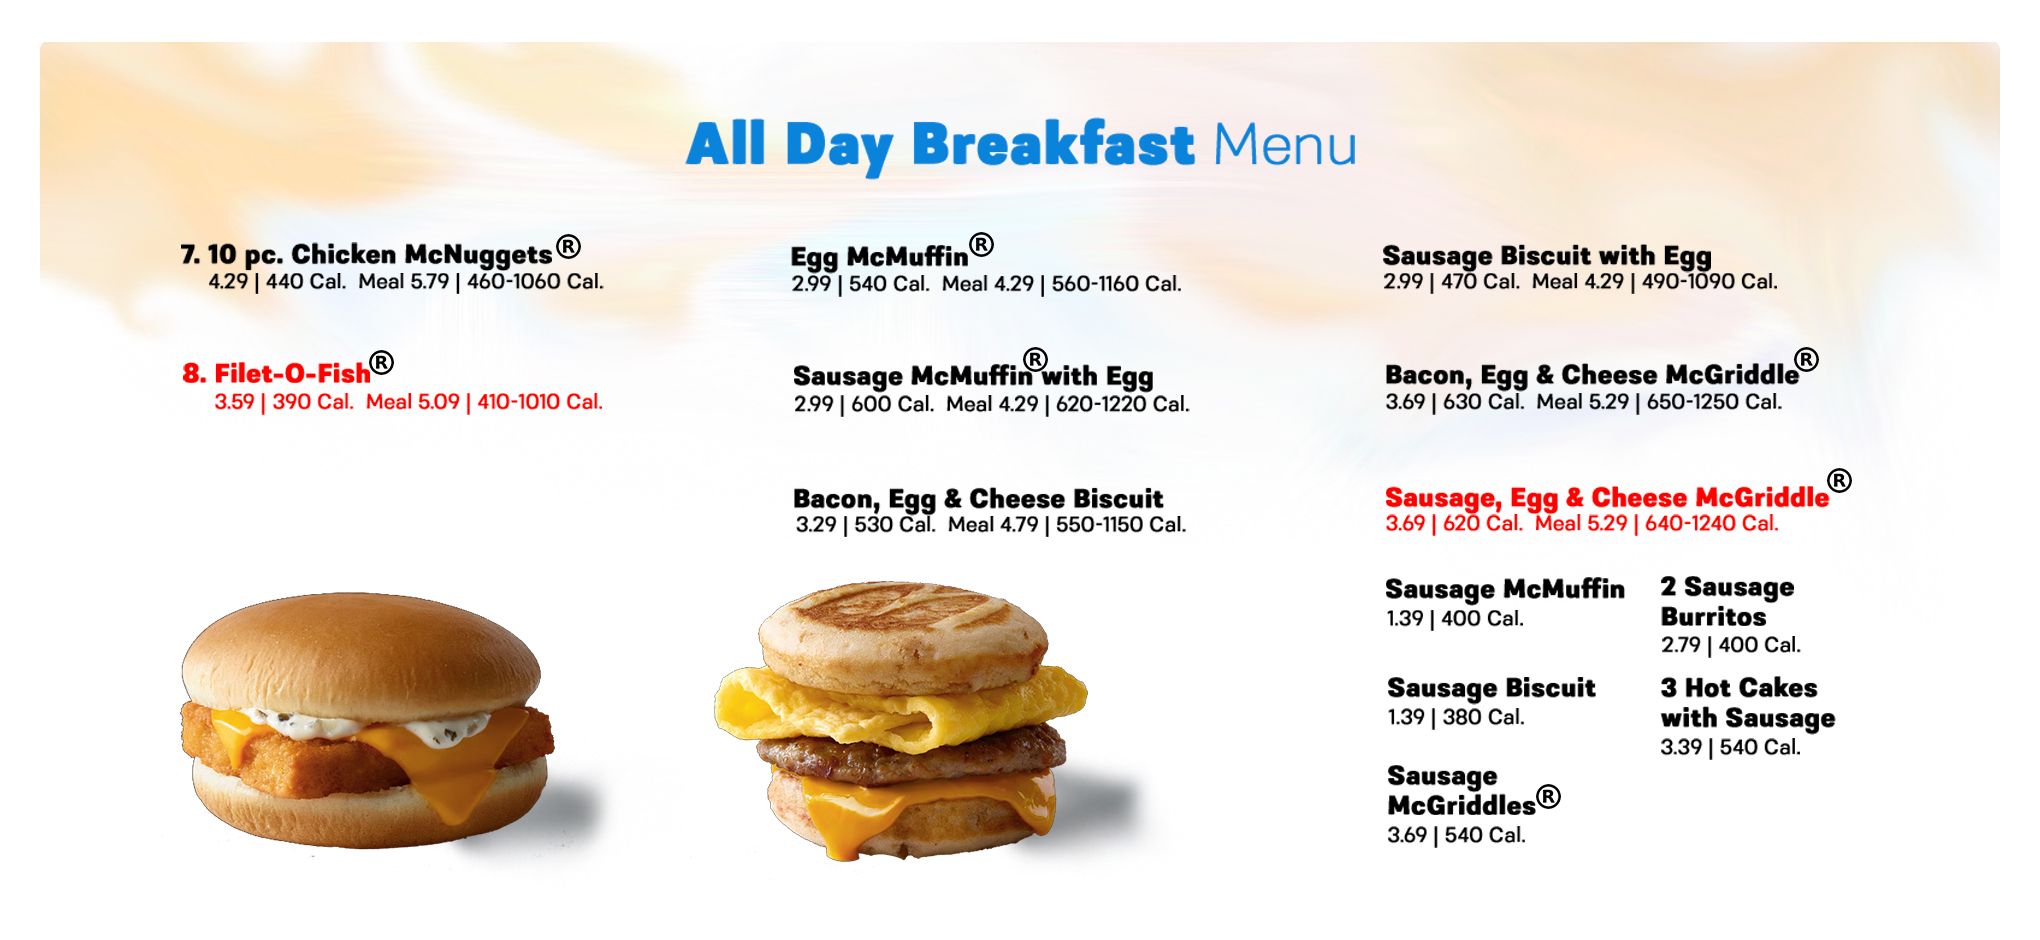 All Day Breakfast Menu
7. 10 pc. Chicken McNuggets®
4.29 | 440 Cal. Meal 5.79 | 460-1060 Cal.
8. Filet-O-Fish®
3.59 | 390 Cal. Meal 5.09 | 410-1010 Cal.
Egg McMuffin®
2.99 | 540 Cal. Meal 4.29 | 560-1160 Cal.
Sausage McMuffin® with Egg
2.99 | 600 Cal. Meal 4.29 | 620-1220 Cal.
Bacon, Egg & Cheese Biscuit
3.29 | 530 Cal. Meal 4.79 | 550-1150 Cal.
Sausage Biscuit with Egg
2.99 | 470 Cal. Meal 4.29 | 490-1090 Cal.
Bacon, Egg & Cheese McGriddle®
3.69 | 630 Cal. Meal 5.29 | 650-1250 Cal.
Sausage, Egg & Cheese McGriddle®
3.69 | 620 Cal. Meal 5.29 | 640-1240 Cal.
Sausage McMuffin
1.39 | 400 Cal.
Sausage Biscuit
1.39 | 380 Cal.
Sausage
McGriddles®
3.69 | 540 Cal.
2 Sausage
Burritos
2.79 | 400 Cal.
3 Hot Cakes
with Sausage
3.39 | 540 Cal.